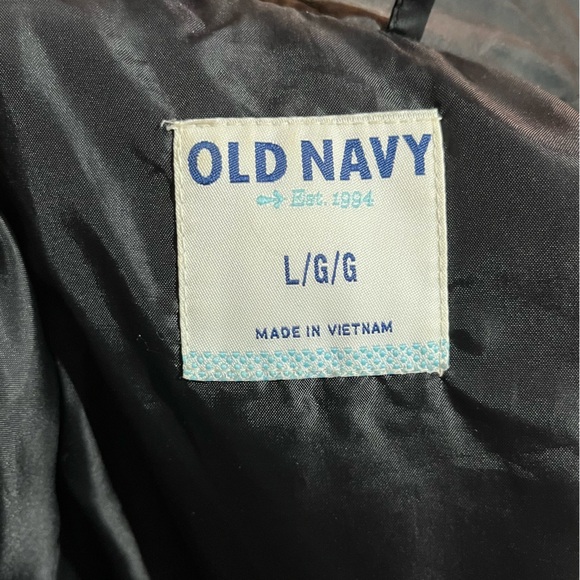 OLD NAVY
Est. 1994
L/G/G
MADE IN VIETNAM